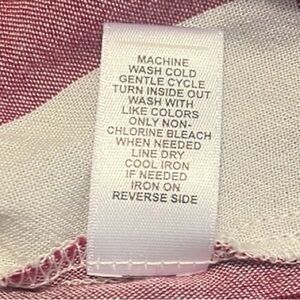 MACHINE
WASH COLD
GENTLE CYCLE
TURN INSIDE OUT
WASH WITH
LIKE COLORS
ONLY NON-
CHLORINE BLEACH
WHEN NEEDED
LINE DRY
COOL IRON
IF NEEDED
IRON ON
REVERSE SIDE